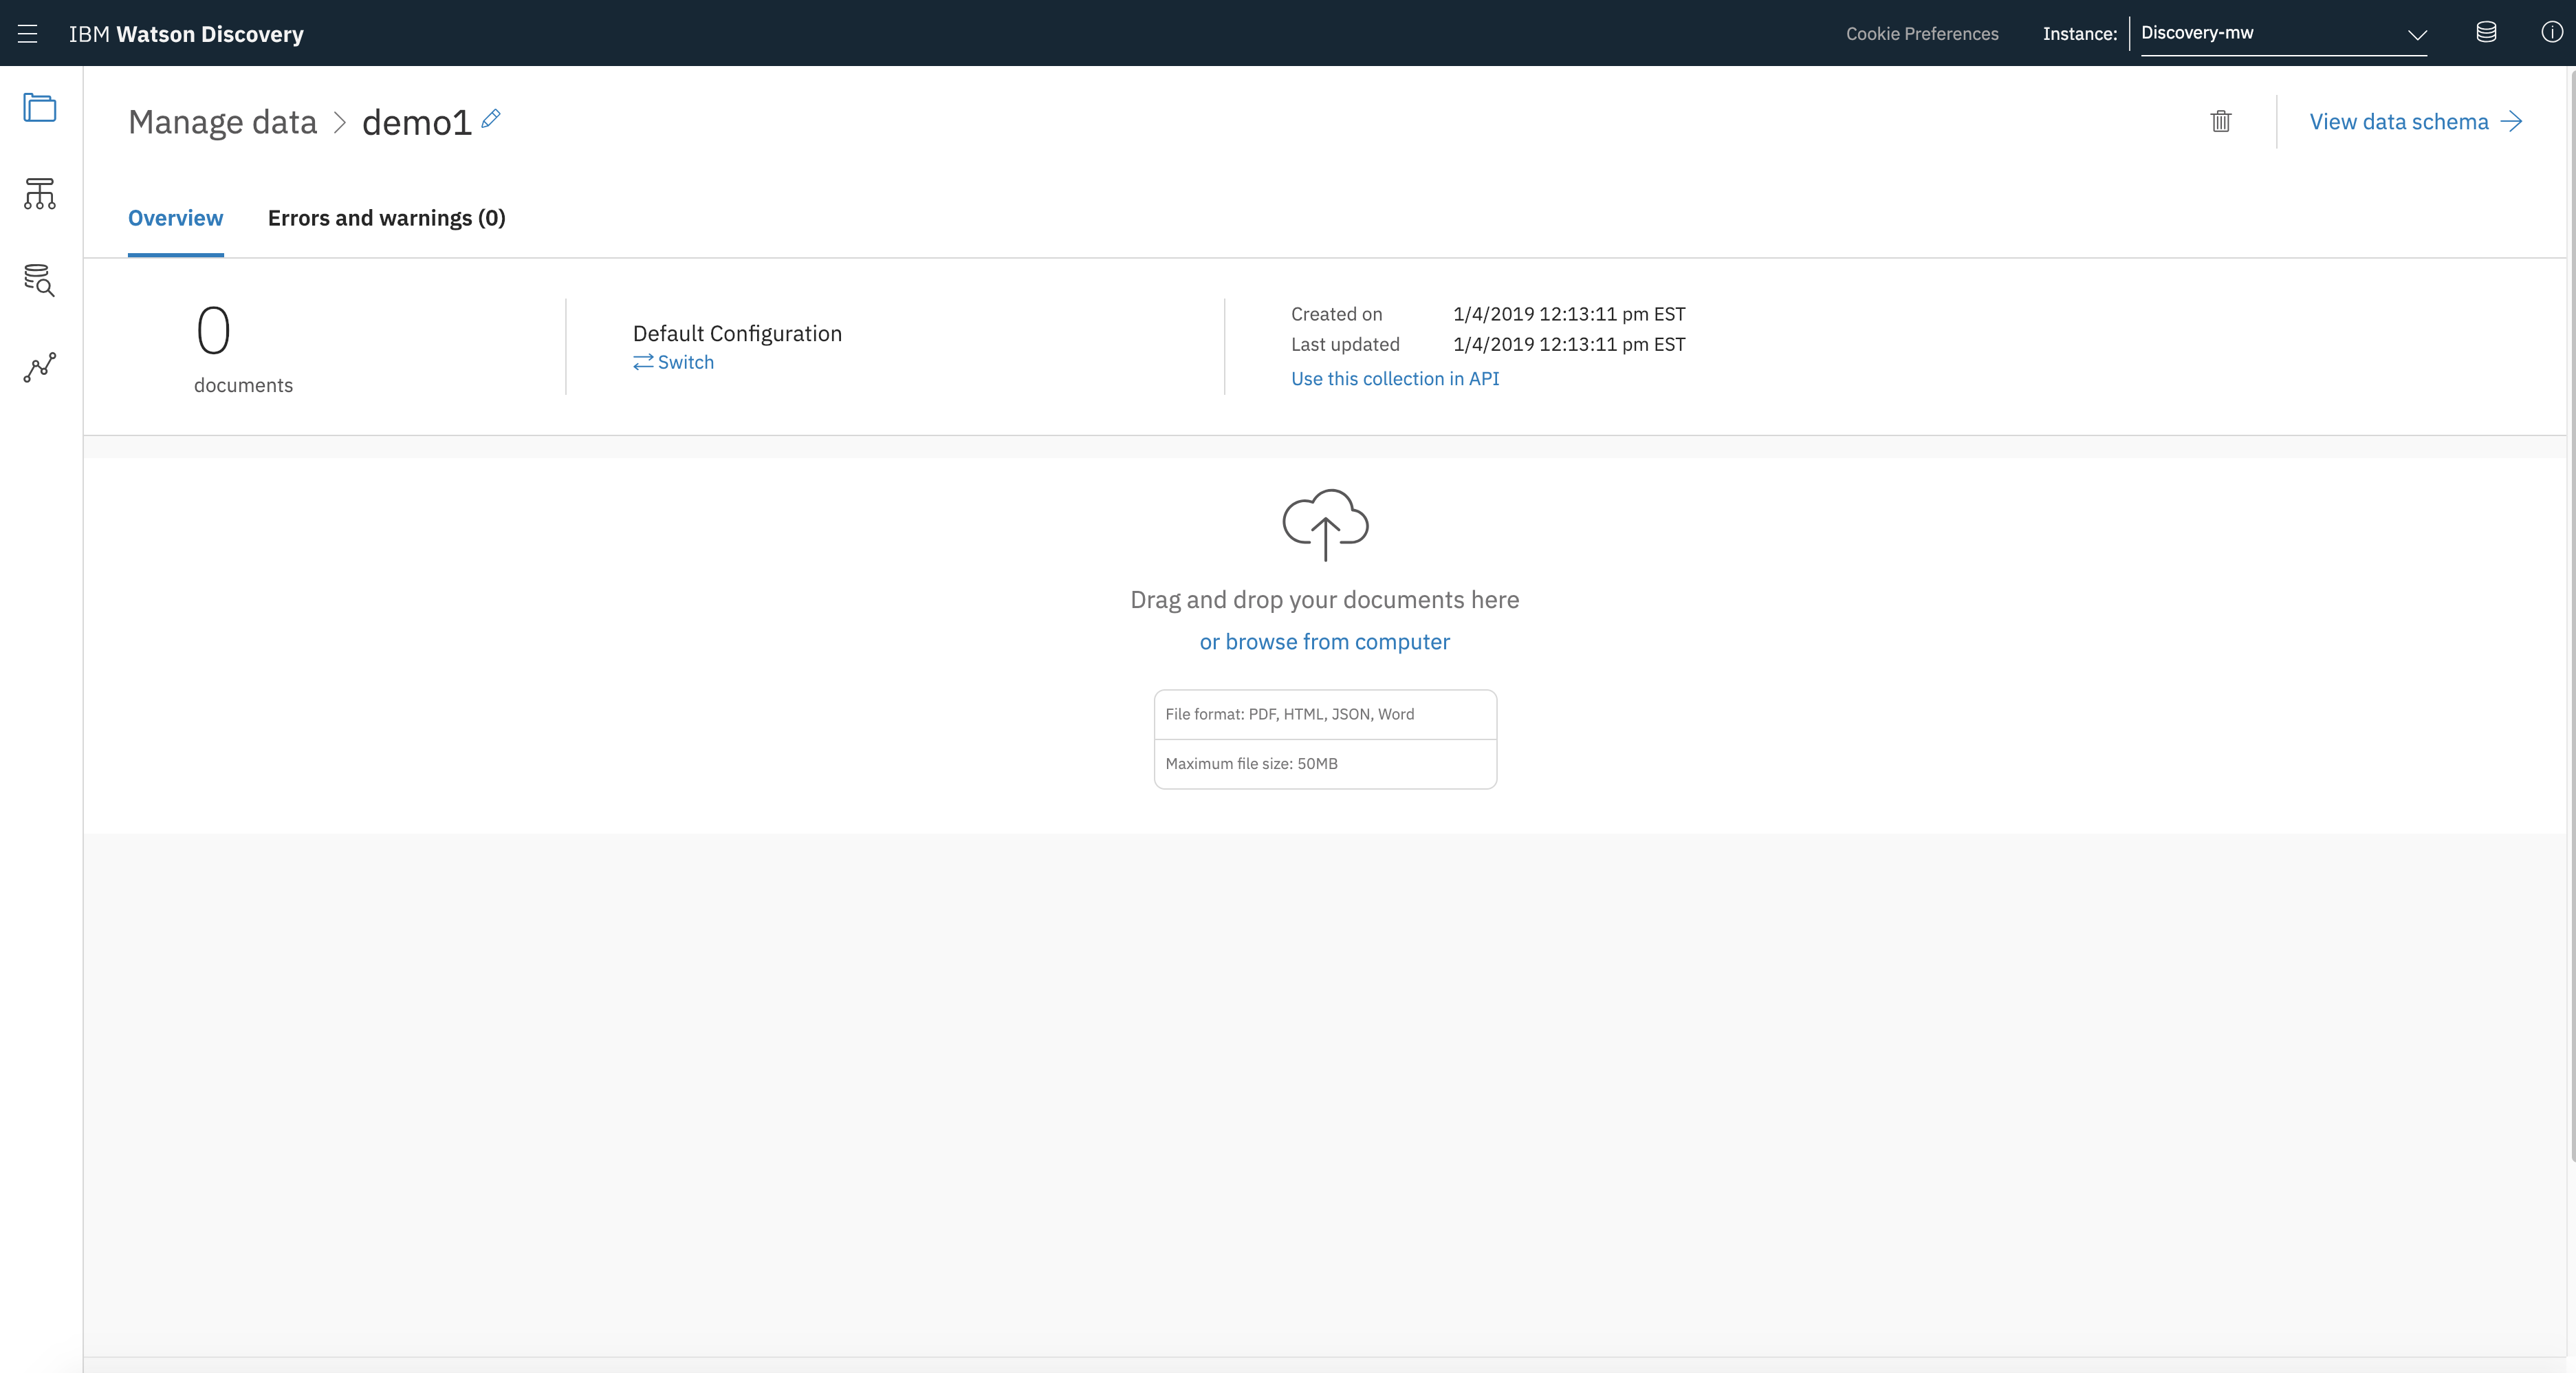 IBM Watson Discovery
Cookie Preferences
Instance:
Discovery-mw
Manage data > demo1
View data schema
Overview
Errors and warnings (0)
0
documents
Default Configuration
Switch
Created on 1/4/2019 12:13:11 pm EST
Last updated 1/4/2019 12:13:11 pm EST
Use this collection in API
Drag and drop your documents here
or browse from computer
File format: PDF, HTML, JSON, Word
Maximum file size: 50MB